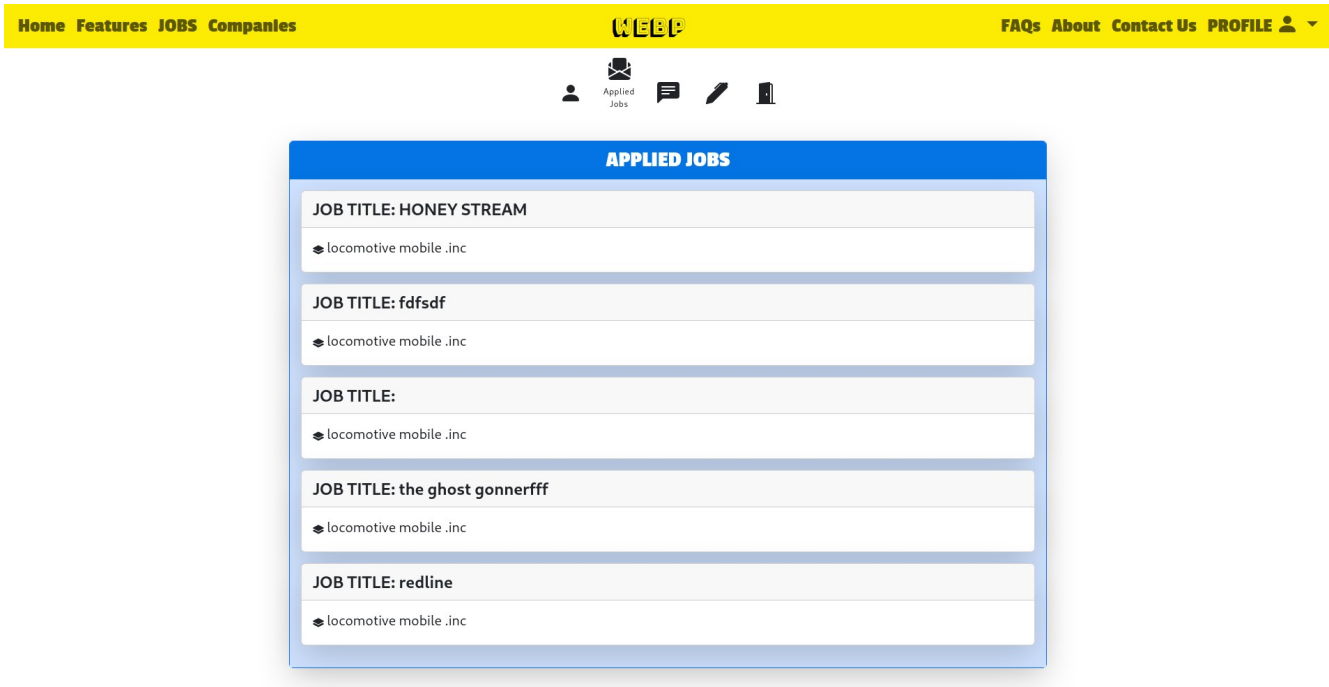 Home Features JOBS Companies WEBP FAQs About Contact Us PROFILE
Applied
Jobs
APPLIED JOBS
JOB TITLE: HONEY STREAM
locomotive mobile .inc
JOB TITLE: fdfsdf
locomotive mobile .inc
JOB TITLE:
locomotive mobile .inc
JOB TITLE: the ghost gonnerfff
locomotive mobile .inc
JOB TITLE: redline
locomotive mobile .inc